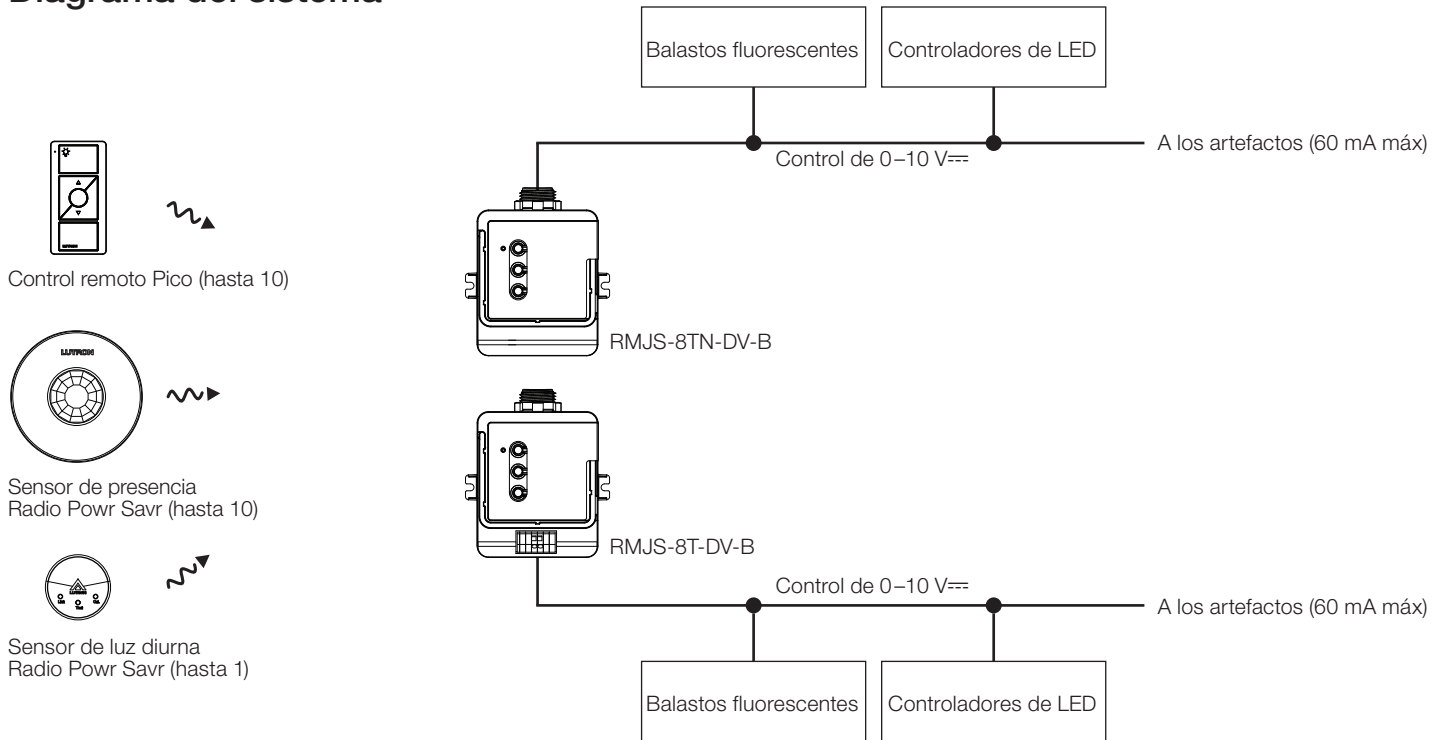 Diagrama del sistema
Balastos fluorescentes
Controladores de LED
A los artefactos (60 mA máx)
Control de 0–10 V⎓
LUTRON
Control remoto Pico (hasta 10)
RMJS-8TN-DV-B
LUTRON
Sensor de presencia
Radio Powr Savr (hasta 10)
RMJS-8T-DV-B
LUTRON
Sensor de luz diurna
Radio Powr Savr (hasta 1)
Control de 0–10 V⎓
A los artefactos (60 mA máx)
Balastos fluorescentes
Controladores de LED